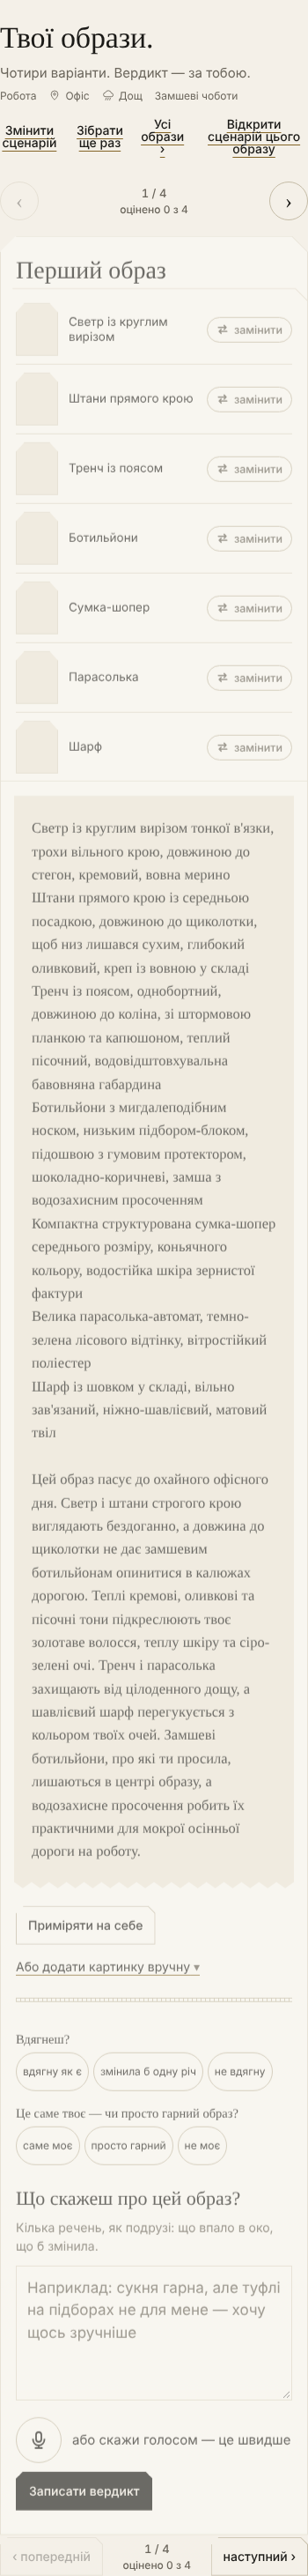 Твої образи.
Чотири варіанти. Вердикт — за тобою.
Робота Офіс Дощ Замшеві чоботи
Змінити
сценарій
Зібрати
ще раз
Усі
образи
›
Відкрити
сценарій цього
образу
‹
1 / 4
оцінено 0 з 4
›
Перший образ
Светр із круглим
вирізом
⇄ замінити
Штани прямого крою
⇄ замінити
Тренч із поясом
⇄ замінити
Ботильйони
⇄ замінити
Сумка-шопер
⇄ замінити
Парасолька
⇄ замінити
Шарф
⇄ замінити
Светр із круглим вирізом тонкої в'язки,
трохи вільного крою, довжиною до
стегон, кремовий, вовна мерино
Штани прямого крою із середньою
посадкою, довжиною до щиколотки,
щоб низ лишався сухим, глибокий
оливковий, креп із вовною у складі
Тренч із поясом, однобортний,
довжиною до коліна, зі штормовою
планкою та капюшоном, теплий
пісочний, водовідштовхувальна
бавовняна габардина
Ботильйони з мигдалеподібним
носком, низьким підбором-блоком,
підошвою з гумовим протектором,
шоколадно-коричневі, замша з
водозахисним просоченням
Компактна структурована сумка-шопер
середнього розміру, коньячного
кольору, водостійка шкіра зернистої
фактури
Велика парасолька-автомат, темно-
зелена лісового відтінку, вітростійкий
поліестер
Шарф із шовком у складі, вільно
зав'язаний, ніжно-шавлієвий, матовий
твіл
Цей образ пасує до охайного офісного
дня. Светр і штани строгого крою
виглядають бездоганно, а довжина до
щиколотки не дає замшевим
ботильонам опинитися в калюжах
дорогою. Теплі кремові, оливкові та
пісочні тони підкреслюють твоє
золотаве волосся, теплу шкіру та сіро-
зелені очі. Тренч і парасолька
захищають від цілоденного дощу, а
шавлієвий шарф перегукується з
кольором твоїх очей. Замшеві
ботильйони, про які ти просила,
лишаються в центрі образу, а
водозахисне просочення робить їх
практичними для мокрої осінньої
дороги на роботу.
Приміряти на себе
Або додати картинку вручну ▾
Вдягнеш?
вдягну як є змінила б одну річ не вдягну
Це саме твоє — чи просто гарний образ?
саме моє просто гарний не моє
Що скажеш про цей образ?
Кілька речень, як подрузі: що впало в око,
що б змінила.
Наприклад: сукня гарна, але туфлі
на підборах не для мене — хочу
щось зручніше
або скажи голосом — це швидше
Записати вердикт
‹ попередній
1 / 4
оцінено 0 з 4
наступний ›